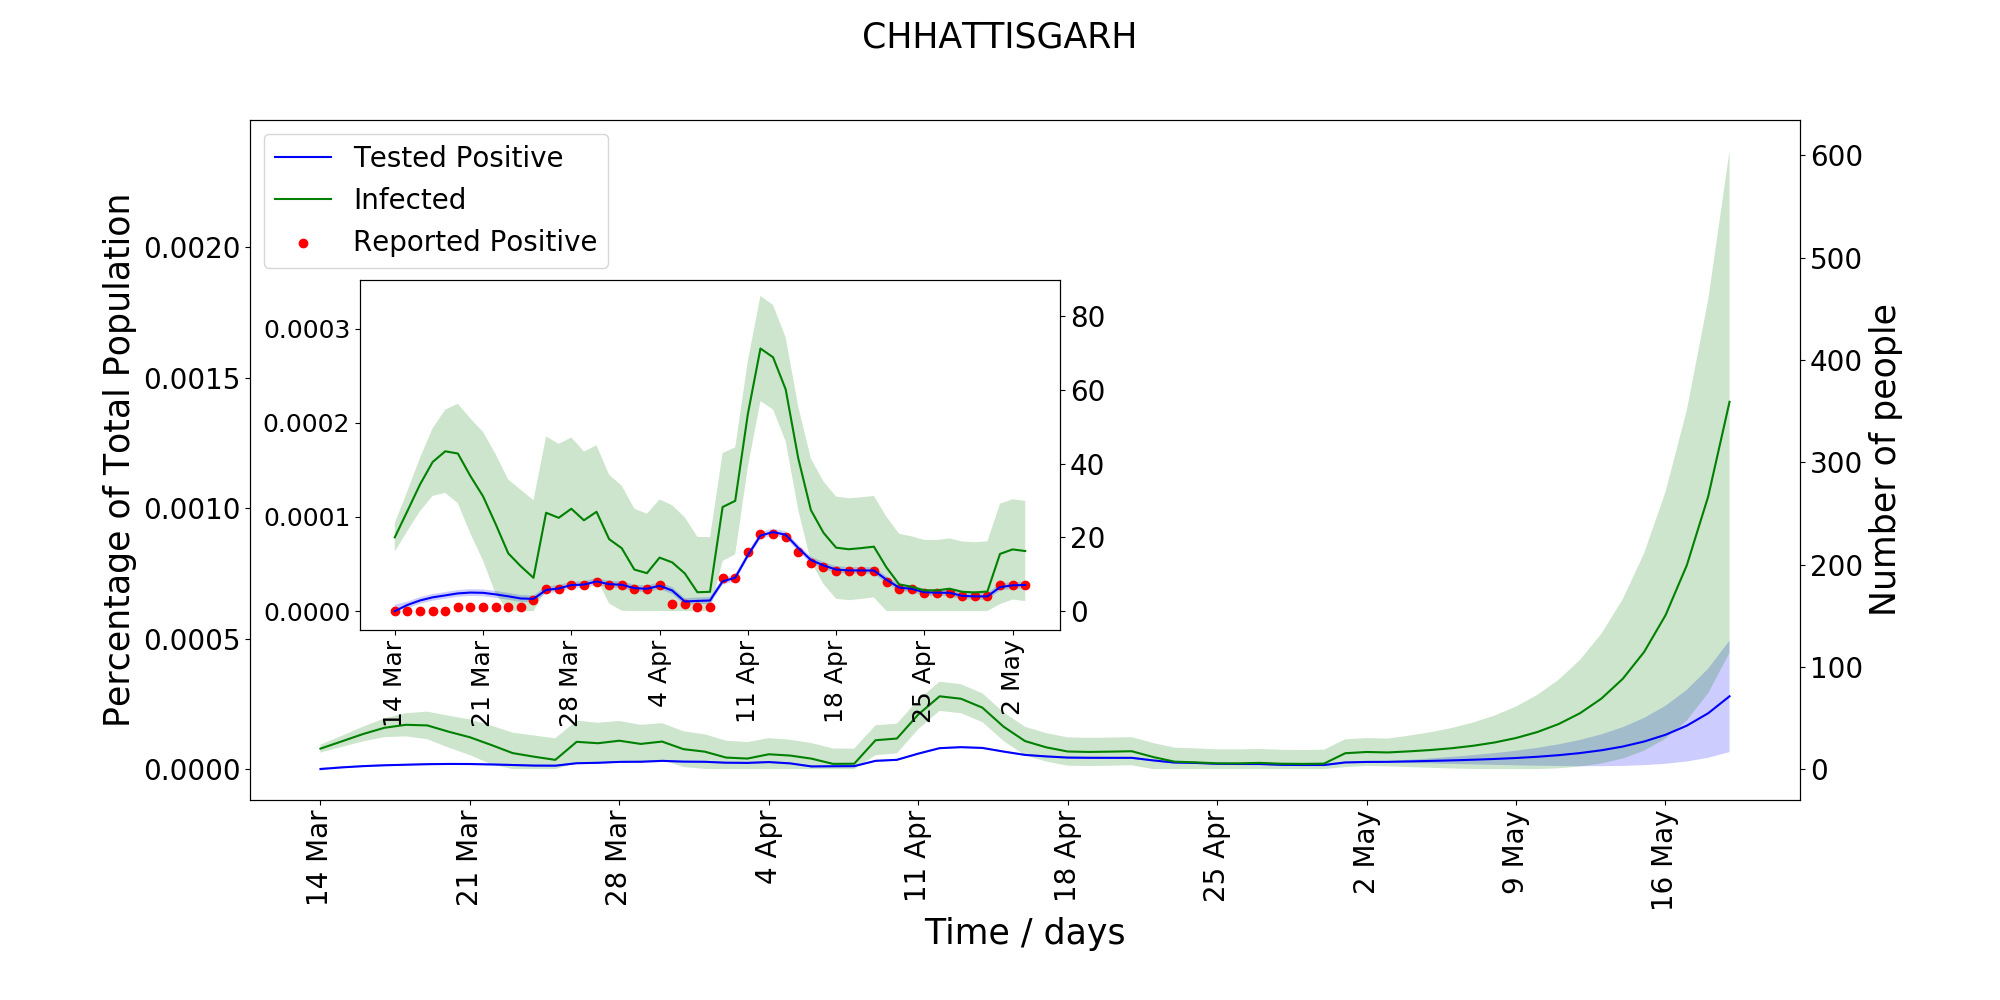 CHHATTISGARH
Tested Positive
Infected
Reported Positive
Percentage of Total Population
0.0020
0.0015
0.0010
0.0005
0.0000
600
500
400
300
200
100
0
Number of people
0.0003
0.0002
0.0001
0.0000
80
60
40
20
0
14 Mar
21 Mar
28 Mar
4 Apr
11 Apr
18 Apr
25 Apr
2 May
14 Mar
21 Mar
28 Mar
4 Apr
11 Apr
18 Apr
25 Apr
2 May
9 May
16 May
Time / days